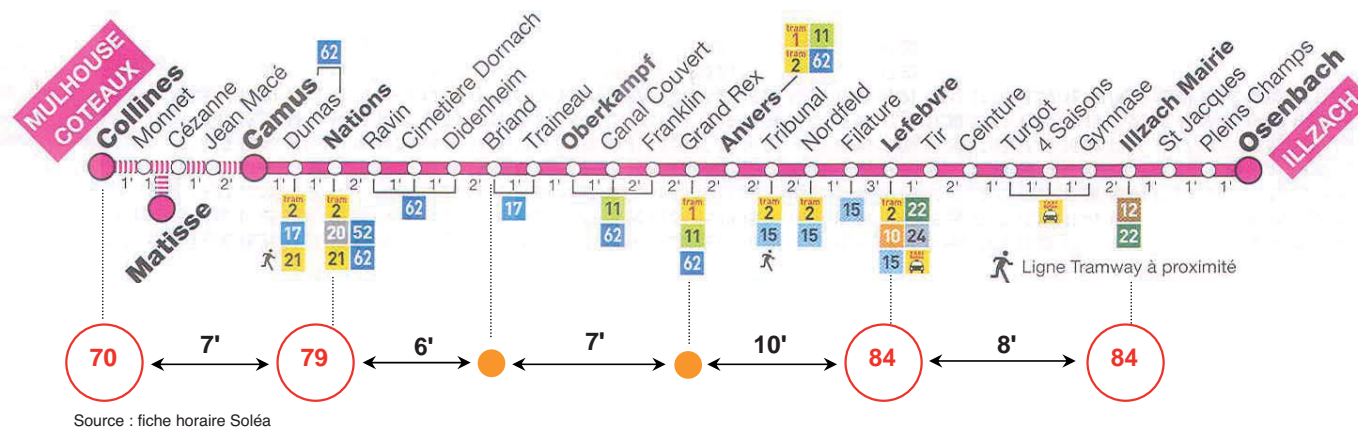 MULHOUSE
COTEAUX
Collines
Monnet
Cézanne
Jean Macé
Camus
62
Dumas
Nations
Ravin
Cimetière Dornach
Didenheim
Briand
Traineau
Oberkampf
Canal Couvert
Franklin
Grand Rex
Anvers
tram 1 11
tram 2 62
Tribunal
Nordfeld
Filature
Lefebvre
Tir
Ceinture
Turgot
4 Saisons
Gymnase
Illzach Mairie
St Jacques
Pleins Champs
Osenbach
ILLZACH
1' 1' 1' 2' 1' 1' 2' 1' 1' 2' 1' 1' 1' 2' 2' 2' 2' 2' 1' 3' 1' 2' 1' 1' 1' 2' 1' 1' 1'
Matisse
tram 2
17
21
tram 2
20 52
21 62
62
17
11
62
tram 1
11
62
tram 2
15
tram 2
15
15
tram 2 22
10 24
15
12
22
Ligne Tramway à proximité
70 7' 79 6' 7' 10' 84 8' 84
Source : fiche horaire Soléa